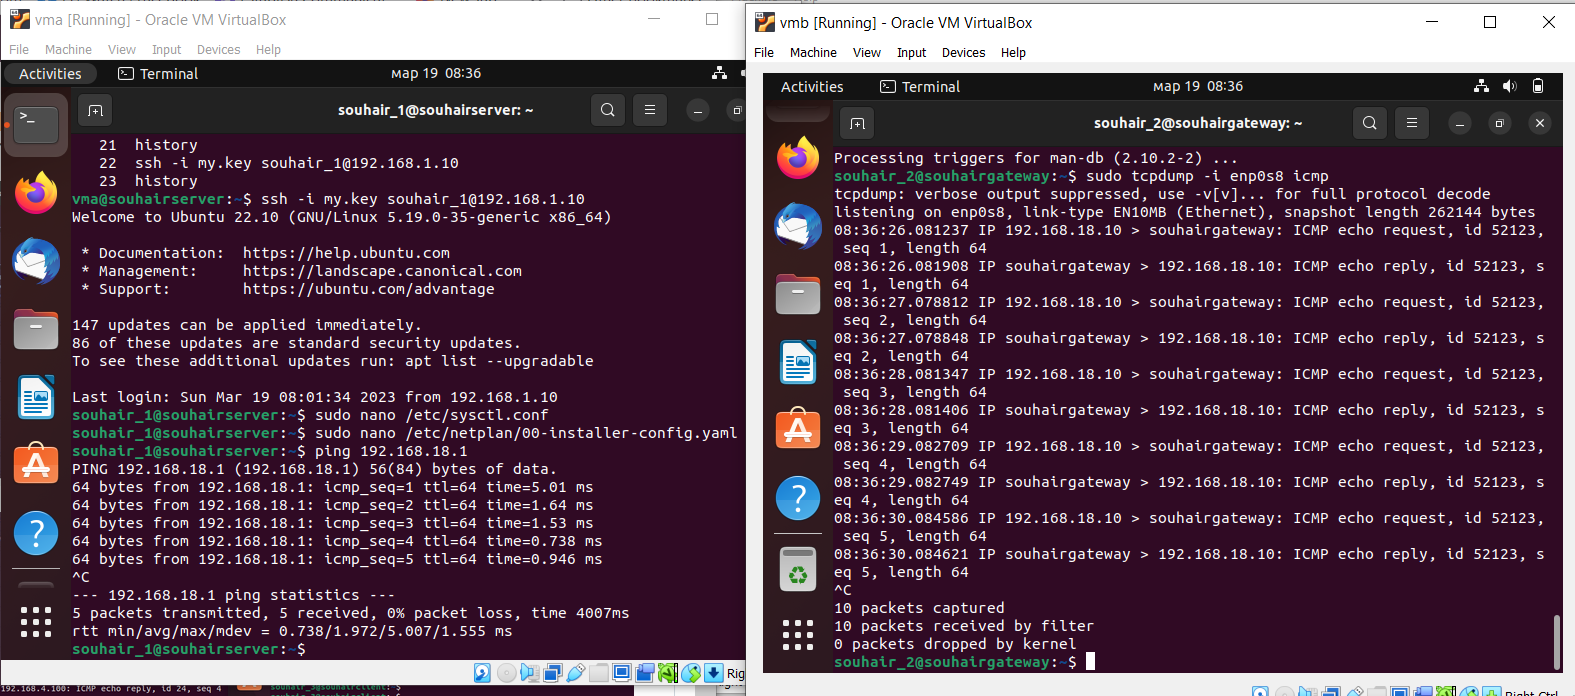 vma [Running] - Oracle VM VirtualBox
File Machine View Input Devices Help
Activities Terminal мар 19 08:36
souhair_1@souhairserver: ~
21 history
22 ssh -i my.key souhair_1@192.168.1.10
23 history
vma@souhairserver:~$ ssh -i my.key souhair_1@192.168.1.10
Welcome to Ubuntu 22.10 (GNU/Linux 5.19.0-35-generic x86_64)
* Documentation: https://help.ubuntu.com
* Management: https://landscape.canonical.com
* Support: https://ubuntu.com/advantage
147 updates can be applied immediately.
86 of these updates are standard security updates.
To see these additional updates run: apt list --upgradable
Last login: Sun Mar 19 08:01:34 2023 from 192.168.1.10
souhair_1@souhairserver:~$ sudo nano /etc/sysctl.conf
souhair_1@souhairserver:~$ sudo nano /etc/netplan/00-installer-config.yaml
souhair_1@souhairserver:~$ ping 192.168.18.1
PING 192.168.18.1 (192.168.18.1) 56(84) bytes of data.
64 bytes from 192.168.18.1: icmp_seq=1 ttl=64 time=5.01 ms
64 bytes from 192.168.18.1: icmp_seq=2 ttl=64 time=1.64 ms
64 bytes from 192.168.18.1: icmp_seq=3 ttl=64 time=1.53 ms
64 bytes from 192.168.18.1: icmp_seq=4 ttl=64 time=0.738 ms
64 bytes from 192.168.18.1: icmp_seq=5 ttl=64 time=0.946 ms
^C
--- 192.168.18.1 ping statistics ---
5 packets transmitted, 5 received, 0% packet loss, time 4007ms
rtt min/avg/max/mdev = 0.738/1.972/5.007/1.555 ms
souhair_1@souhairserver:~$
Rig
192.168.4.100: ICMP echo reply, id 24, seq 4
vmb [Running] - Oracle VM VirtualBox
File Machine View Input Devices Help
Activities Terminal мар 19 08:36
souhair_2@souhairgateway: ~
Processing triggers for man-db (2.10.2-2) ...
souhair_2@souhairgateway:~$ sudo tcpdump -i enp0s8 icmp
tcpdump: verbose output suppressed, use -v[v]... for full protocol decode
listening on enp0s8, link-type EN10MB (Ethernet), snapshot length 262144 bytes
08:36:26.081237 IP 192.168.18.10 > souhairgateway: ICMP echo request, id 52123,
seq 1, length 64
08:36:26.081908 IP souhairgateway > 192.168.18.10: ICMP echo reply, id 52123, s
eq 1, length 64
08:36:27.078812 IP 192.168.18.10 > souhairgateway: ICMP echo request, id 52123,
seq 2, length 64
08:36:27.078848 IP souhairgateway > 192.168.18.10: ICMP echo reply, id 52123, s
eq 2, length 64
08:36:28.081347 IP 192.168.18.10 > souhairgateway: ICMP echo request, id 52123,
seq 3, length 64
08:36:28.081406 IP souhairgateway > 192.168.18.10: ICMP echo reply, id 52123, s
eq 3, length 64
08:36:29.082709 IP 192.168.18.10 > souhairgateway: ICMP echo request, id 52123,
seq 4, length 64
08:36:29.082749 IP souhairgateway > 192.168.18.10: ICMP echo reply, id 52123, s
eq 4, length 64
08:36:30.084586 IP 192.168.18.10 > souhairgateway: ICMP echo request, id 52123,
seq 5, length 64
08:36:30.084621 IP souhairgateway > 192.168.18.10: ICMP echo reply, id 52123, s
eq 5, length 64
^C
10 packets captured
10 packets received by filter
0 packets dropped by kernel
souhair_2@souhairgateway:~$
Right Ctrl